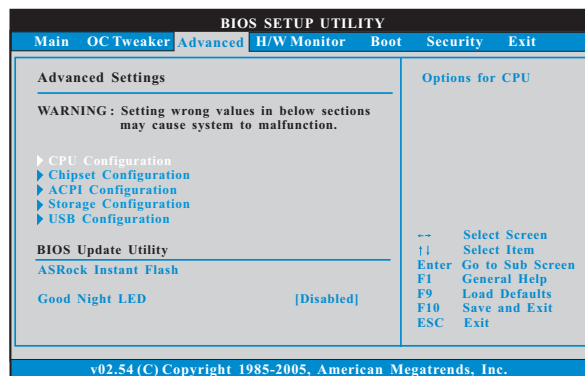 BIOS SETUP UTILITY
Main OC Tweaker Advanced H/W Monitor Boot Security Exit
Advanced Settings
WARNING : Setting wrong values in below sections
may cause system to malfunction.
CPU Configuration
Chipset Configuration
ACPI Configuration
Storage Configuration
USB Configuration
BIOS Update Utility
ASRock Instant Flash
Good Night LED [Disabled]
Options for CPU
←→ Select Screen
↑↓ Select Item
Enter Go to Sub Screen
F1 General Help
F9 Load Defaults
F10 Save and Exit
ESC Exit
v02.54 (C) Copyright 1985-2005, American Megatrends, Inc.